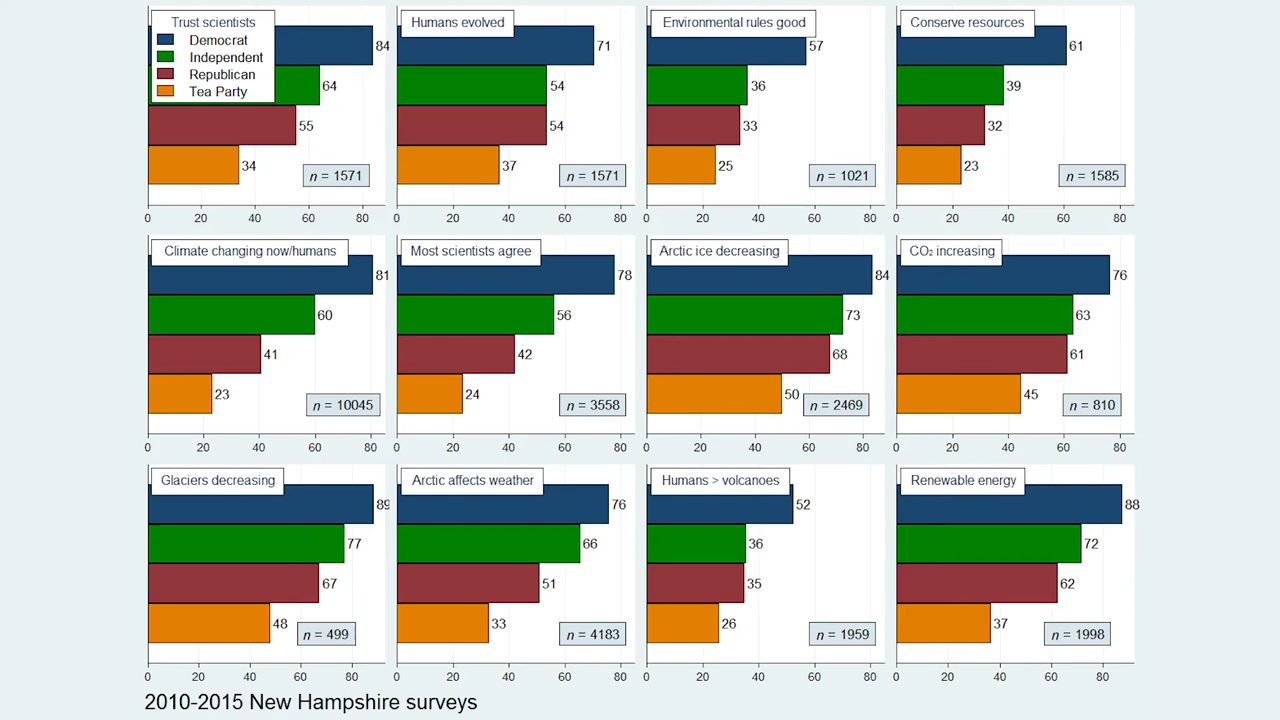 Trust scientists
Democrat
Independent
Republican
Tea Party
84
64
55
34
n = 1571
0 20 40 60 80
Humans evolved
71
54
54
37
n = 1571
0 20 40 60 80
Environmental rules good
57
36
33
25
n = 1021
0 20 40 60 80
Conserve resources
61
39
32
23
n = 1585
0 20 40 60 80
Climate changing now/humans
81
60
41
23
n = 10045
0 20 40 60 80
Most scientists agree
78
56
42
24
n = 3558
0 20 40 60 80
Arctic ice decreasing
84
73
68
50
n = 2469
0 20 40 60 80
CO₂ increasing
76
63
61
45
n = 810
0 20 40 60 80
Glaciers decreasing
89
77
67
48
n = 499
0 20 40 60 80
Arctic affects weather
76
66
51
33
n = 4183
0 20 40 60 80
Humans > volcanoes
52
36
35
26
n = 1959
0 20 40 60 80
Renewable energy
88
72
62
37
n = 1998
0 20 40 60 80
2010-2015 New Hampshire surveys